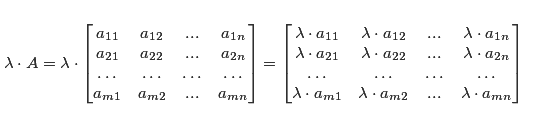 λ · A = λ · [a₁₁ a₁₂ ... a₁ₙ] = [λ · a₁₁ λ · a₁₂ ... λ · a₁ₙ]
[a₂₁ a₂₂ ... a₂ₙ] [λ · a₂₁ λ · a₂₂ ... λ · a₂ₙ]
[... ... ... ...] [... ... ... ...]
[aₘ₁ aₘ₂ ... aₘₙ] [λ · aₘ₁ λ · aₘ₂ ... λ · aₘₙ]